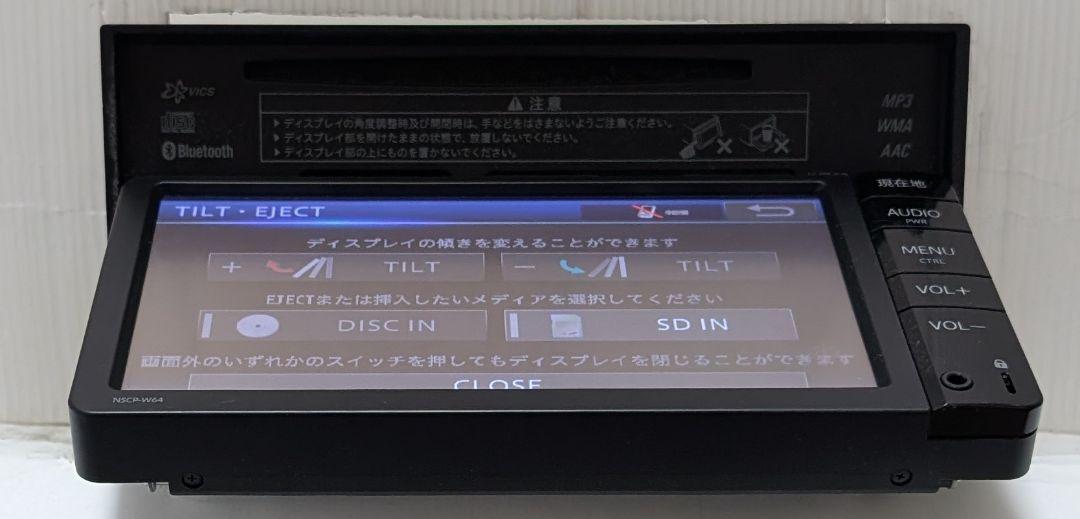 VICS
COMPACT disc
Bluetooth
⚠注意
▶ディスプレイの角度調整時及び開閉時は、手などをはさまないようご注意ください。
▶ディスプレイ部を開けたままの状態で、放置しないでください。
▶ディスプレイ部の上にものを置かないでください。
MP3
WMA
AAC
TILT・EJECT
ディスプレイの傾きを変えることができます
+ TILT
− TILT
EJECTまたは挿入したいメディアを選択してください
DISC IN
SD IN
画面外のいずれかのスイッチを押してもディスプレイを閉じることができます
CLOSE
現在地
AUDIO
PWR
MENU
CTRL
VOL+
VOL−
NSCP-W64